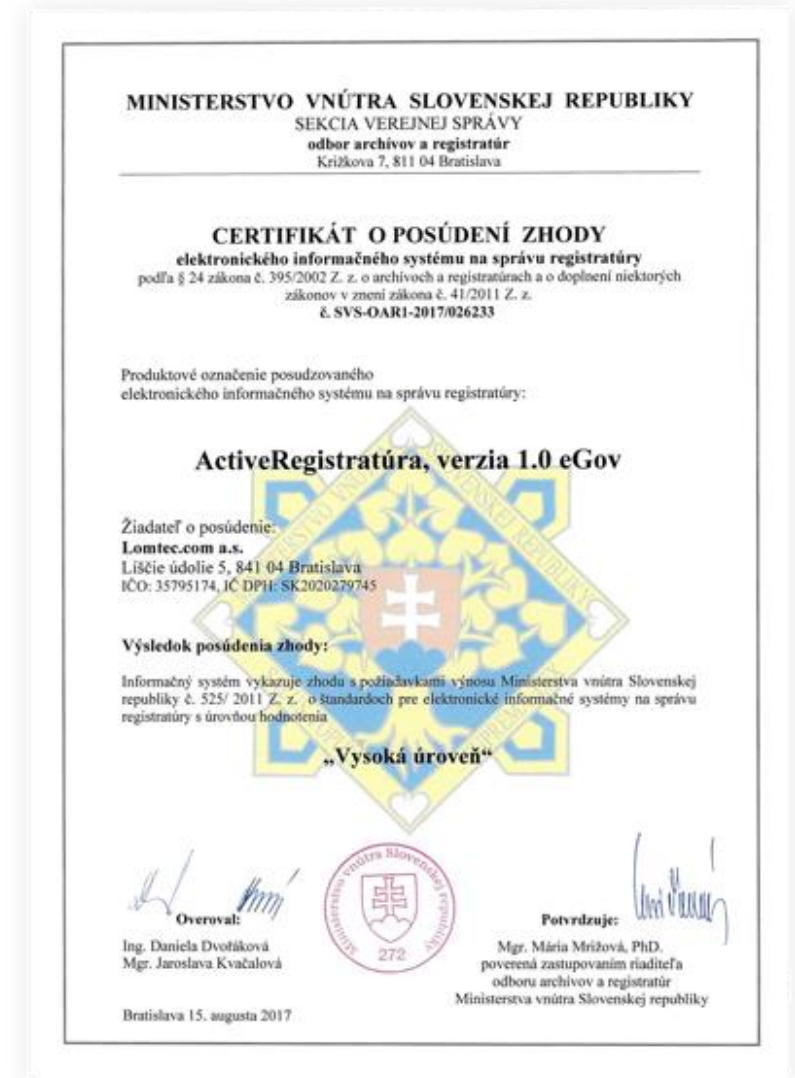 MINISTERSTVO VNÚTRA SLOVENSKEJ REPUBLIKY
SEKCIA VEREJNEJ SPRÁVY
odbor archívov a registratúr
Križkova 7, 811 04 Bratislava
CERTIFIKÁT O POSÚDENÍ ZHODY
elektronického informačného systému na správu registratúry
podľa § 24 zákona č. 395/2002 Z. z. o archívoch a registratúrach a o doplnení niektorých
zákonov v znení zákona č. 41/2011 Z. z.
č. SVS-OAR1-2017/026233
Produktové označenie posudzovaného
elektronického informačného systému na správu registratúry:
ActiveRegistratúra, verzia 1.0 eGov
Žiadateľ o posúdenie:
Lomtec.com a.s.
Líščie údolie 5, 841 04 Bratislava
IČO: 35795174, IČ DPH: SK2020279745
Výsledok posúdenia zhody:
Informačný systém vykazuje zhodu s požiadavkami výnosu Ministerstva vnútra Slovenskej
republiky č. 525/ 2011 Z. z. o štandardoch pre elektronické informačné systémy na správu
registratúry s úrovňou hodnotenia
„Vysoká úroveň“
Ministerstvo vnútra Slovenskej republiky
272
Overoval:
Ing. Daniela Dvořáková
Mgr. Jaroslava Kvačalová
Bratislava 15. augusta 2017
Potvrdzuje:
Mgr. Mária Mrižová, PhD.
poverená zastupovaním riaditeľa
odboru archívov a registratúr
Ministerstva vnútra Slovenskej republiky